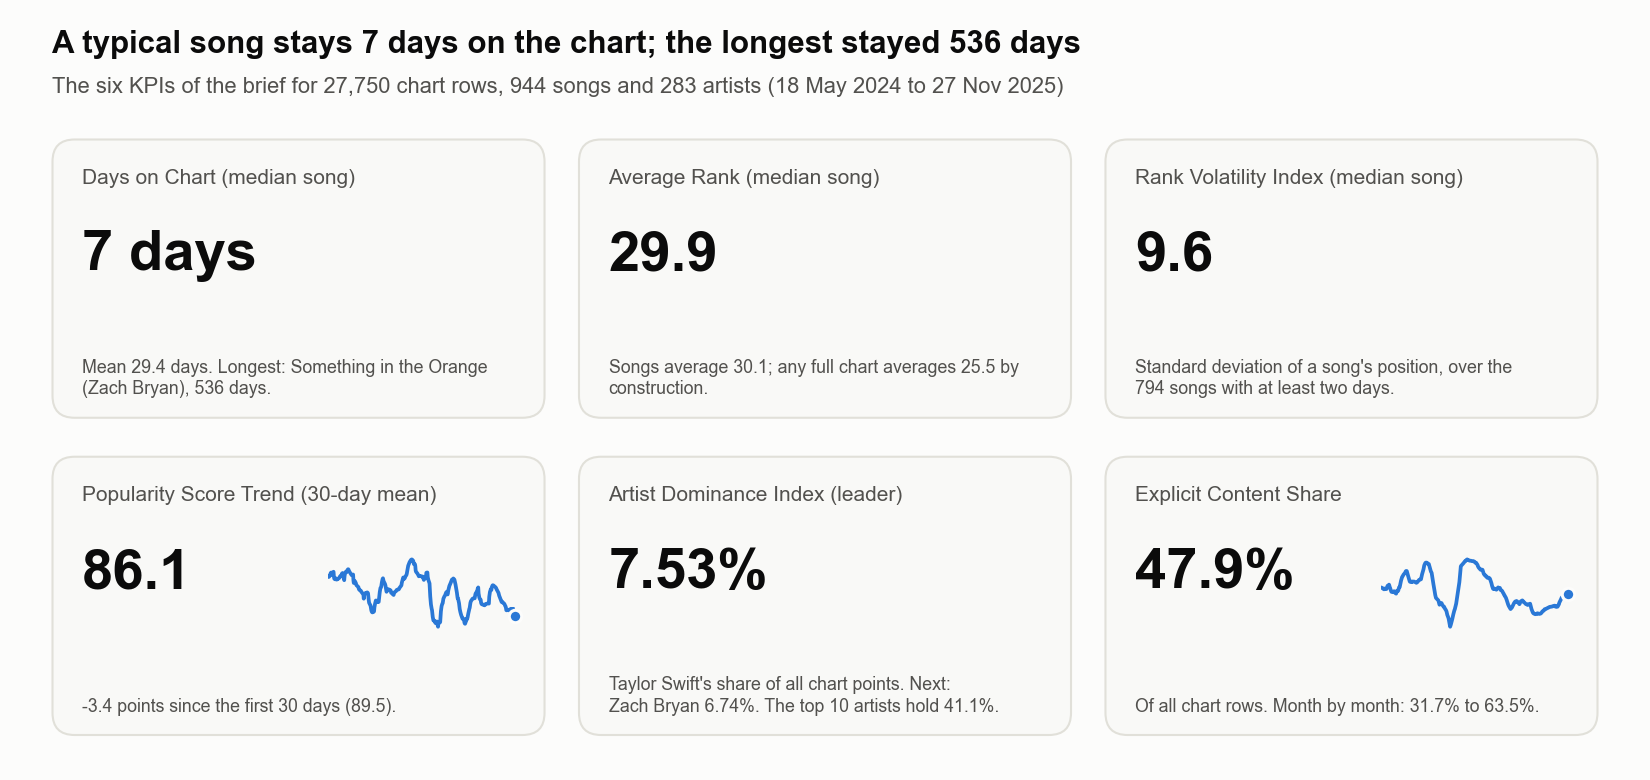 A typical song stays 7 days on the chart; the longest stayed 536 days
The six KPIs of the brief for 27,750 chart rows, 944 songs and 283 artists (18 May 2024 to 27 Nov 2025)
Days on Chart (median song)
7 days
Mean 29.4 days. Longest: Something in the Orange
(Zach Bryan), 536 days.
Average Rank (median song)
29.9
Songs average 30.1; any full chart averages 25.5 by
construction.
Rank Volatility Index (median song)
9.6
Standard deviation of a song's position, over the
794 songs with at least two days.
Popularity Score Trend (30-day mean)
86.1
-3.4 points since the first 30 days (89.5).
Artist Dominance Index (leader)
7.53%
Taylor Swift's share of all chart points. Next:
Zach Bryan 6.74%. The top 10 artists hold 41.1%.
Explicit Content Share
47.9%
Of all chart rows. Month by month: 31.7% to 63.5%.